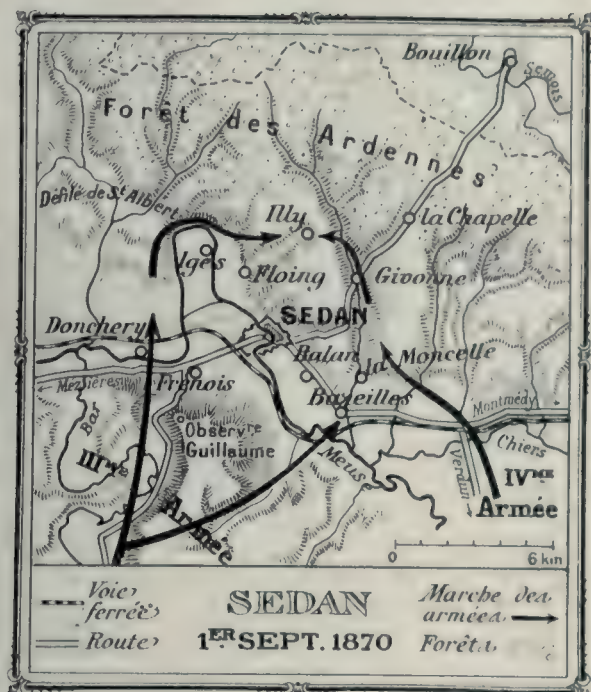 Bouillon
Semois
Forêt des Ardennes
Défilé de St Albert
Illy
la Chapelle
Iges
Floing
Givonne
SEDAN
Donchery
Balan
la Moncelle
Mézières
Frénois
Bazeilles
Montmédy
Bar
Observre
Guillaume
Chiers
IIIme Armée
Meuse
Verdun
IVME
Armée
0 6 km
Voie
ferrée
SEDAN
Marche des
armées
Route
1ER SEPT. 1870
Forêts